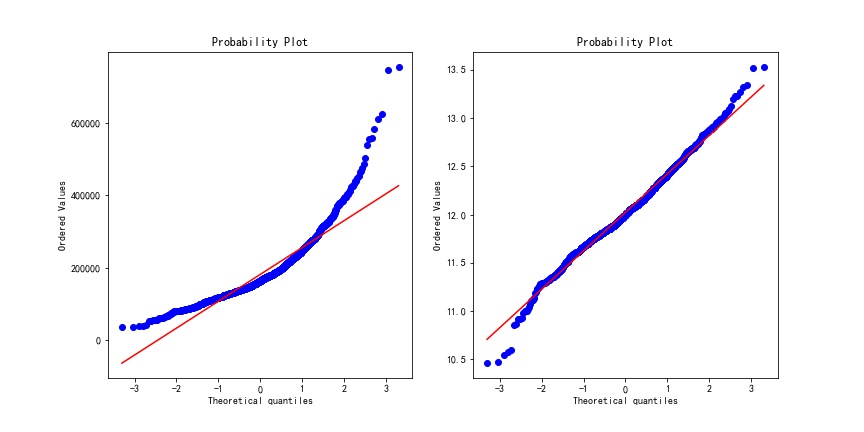 Probability Plot
Ordered Values
600000
400000
200000
0
−3 −2 −1 0 1 2 3
Theoretical quantiles
Probability Plot
Ordered Values
13.5
13.0
12.5
12.0
11.5
11.0
10.5
−3 −2 −1 0 1 2 3
Theoretical quantiles